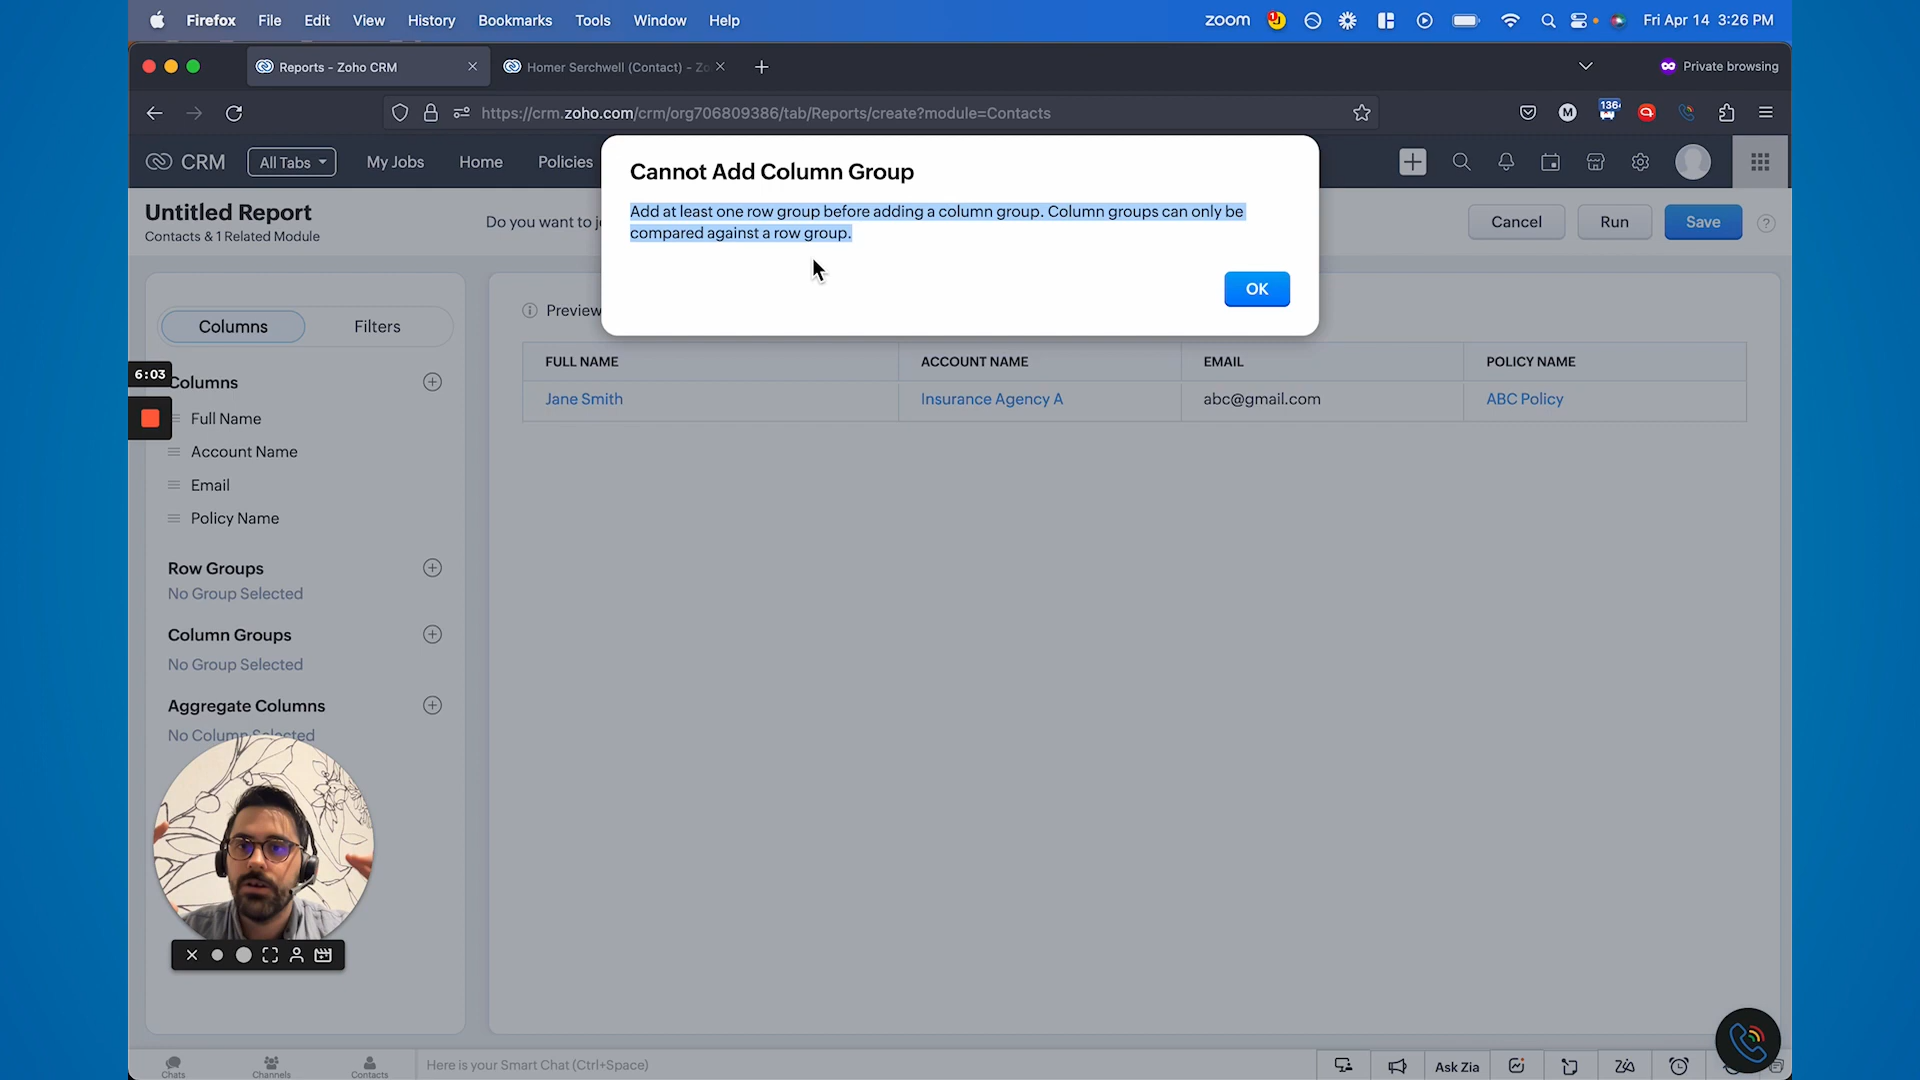 Firefox File Edit View History Bookmarks Tools Window Help
zoom
1
Fri Apr 14 3:26 PM
Reports - Zoho CRM
Homer Serchwell (Contact) - Zo
Private browsing
https://crm.zoho.com/crm/org706809386/tab/Reports/create?module=Contacts
M
136
CRM
All Tabs
My Jobs
Home
Policies
Cannot Add Column Group
Add at least one row group before adding a column group. Column groups can only be
compared against a row group.
OK
Untitled Report
Contacts & 1 Related Module
Do you want to j
Cancel
Run
Save
?
Columns
Filters
Preview
6:03
Columns
Full Name
Account Name
Email
Policy Name
Row Groups
No Group Selected
Column Groups
No Group Selected
Aggregate Columns
No Column Selected
FULL NAME ACCOUNT NAME EMAIL POLICY NAME
Jane Smith Insurance Agency A abc@gmail.com ABC Policy
Chats
Channels
Contacts
Here is your Smart Chat (Ctrl+Space)
Ask Zia